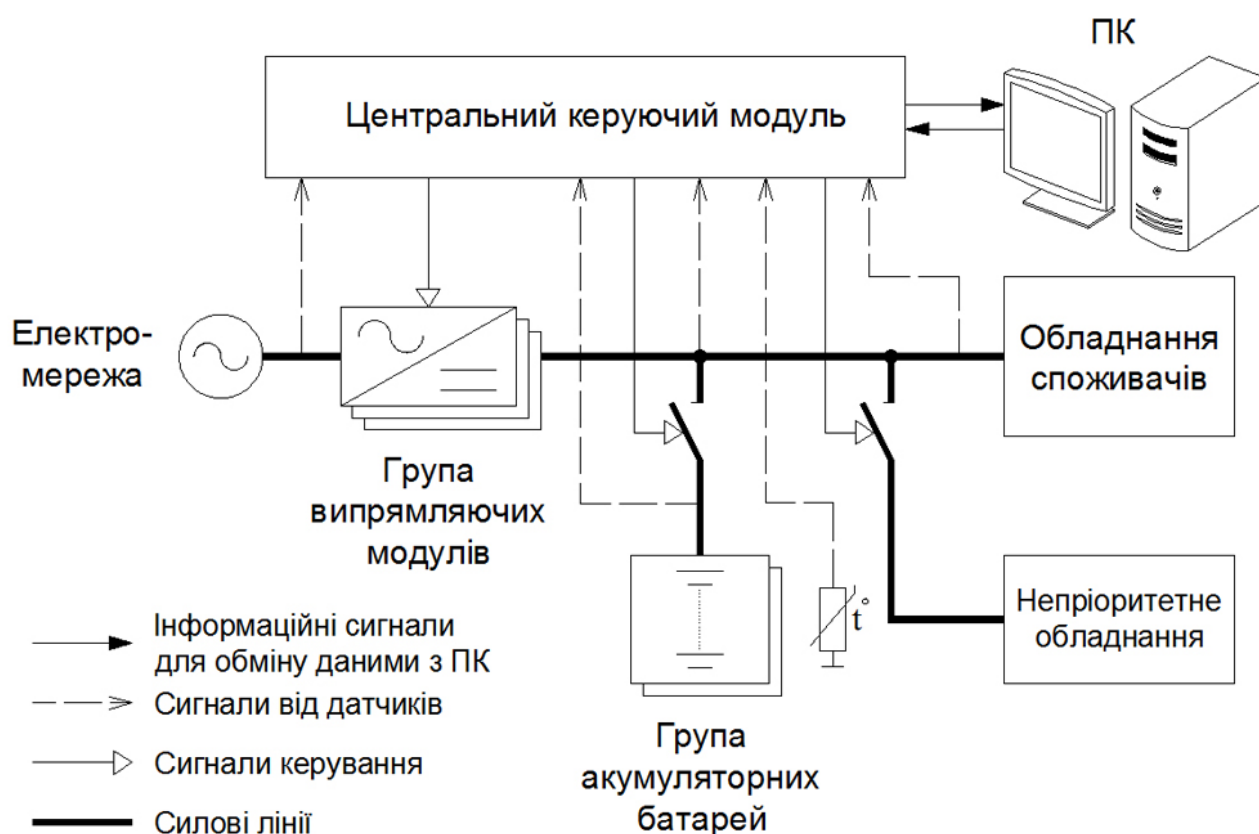 ПК
Центральний керуючий модуль
Електро-
мережа
Обладнання
споживачів
Група
випрямляючих
модулів
t°
Непріоритетне
обладнання
Група
акумуляторних
батарей
Інформаційні сигнали
для обміну даними з ПК
Сигнали від датчиків
Сигнали керування
Силові лінії